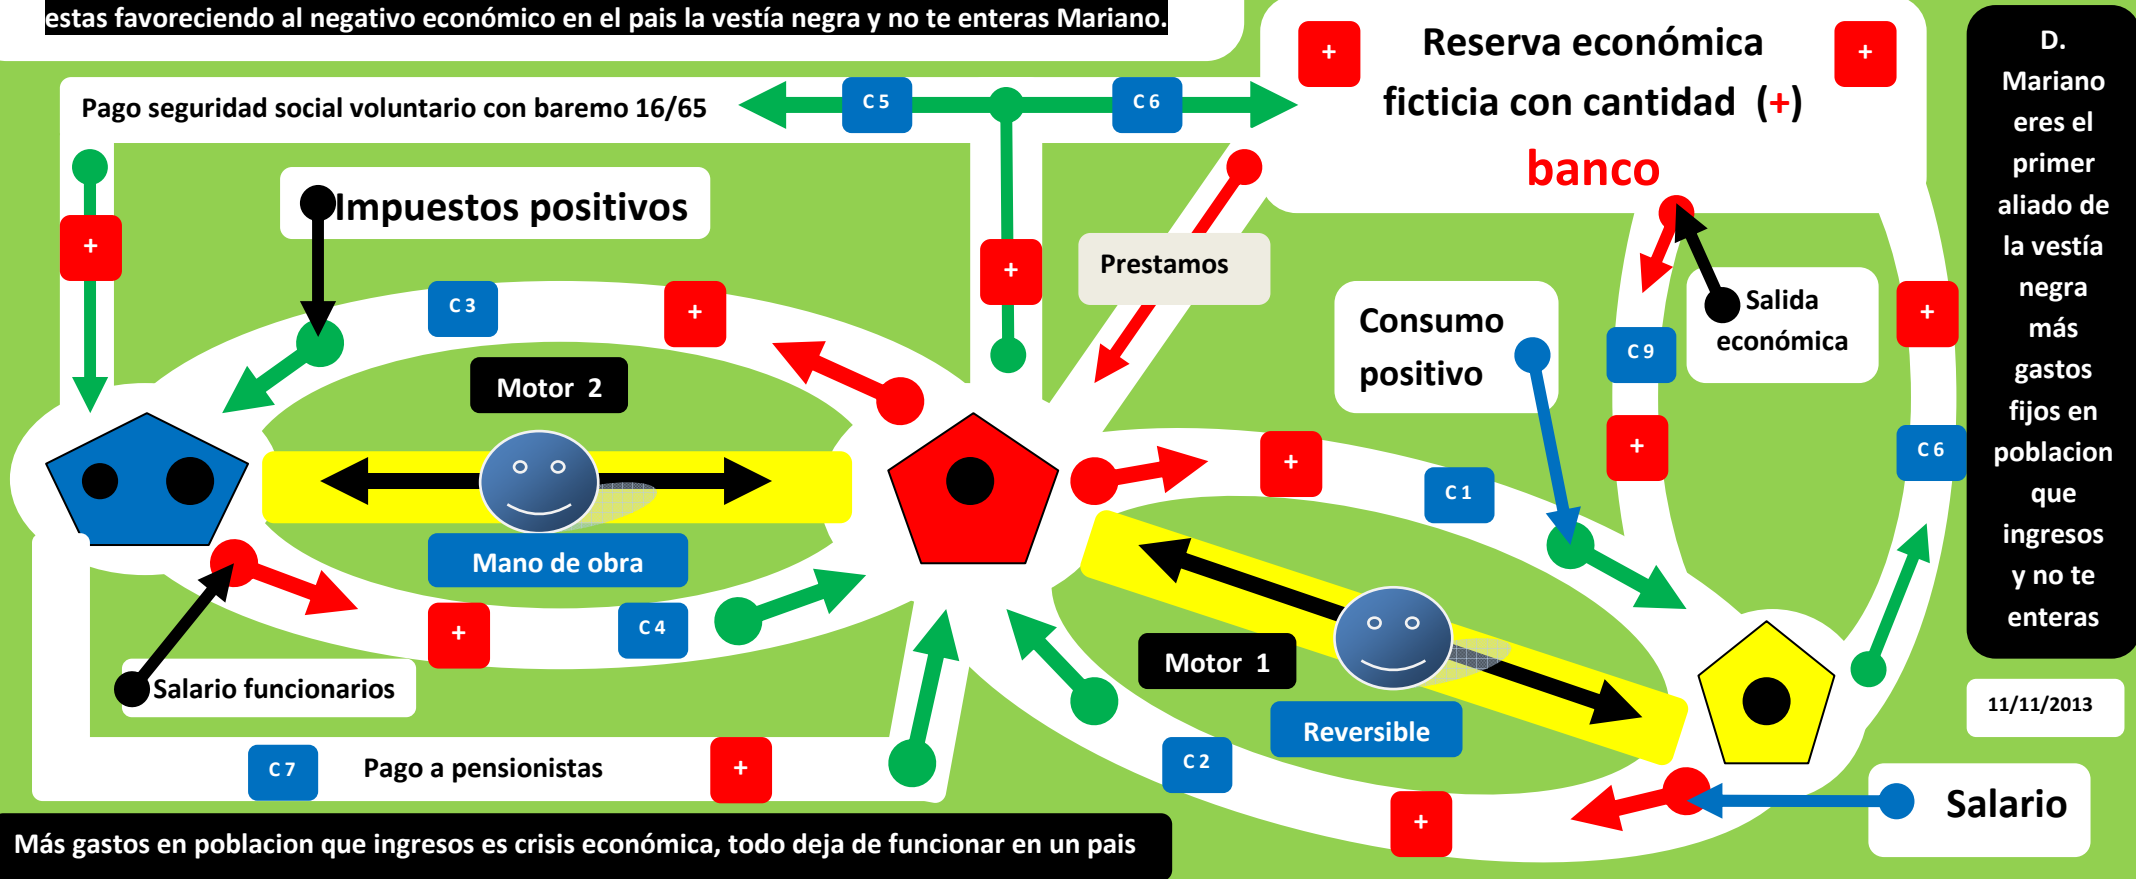 estas favoreciendo al negativo económico en el pais la vestía negra y no te enteras Mariano.
+
Reserva económica
ficticia con cantidad (+)
banco
+
D.
Mariano
eres el
primer
aliado de
la vestía
negra
más
gastos
fijos en
poblacion
que
ingresos
y no te
enteras
Pago seguridad social voluntario con baremo 16/65
C 5
C 6
+
Impuestos positivos
+
Prestamos
C 3
+
Motor 2
Consumo
positivo
Salida
económica
C 9
+
+
C 6
+
C 1
Mano de obra
+
C 4
Salario funcionarios
Motor 1
Reversible
11/11/2013
C 7
Pago a pensionistas
+
C 2
+
Salario
Más gastos en poblacion que ingresos es crisis económica, todo deja de funcionar en un pais